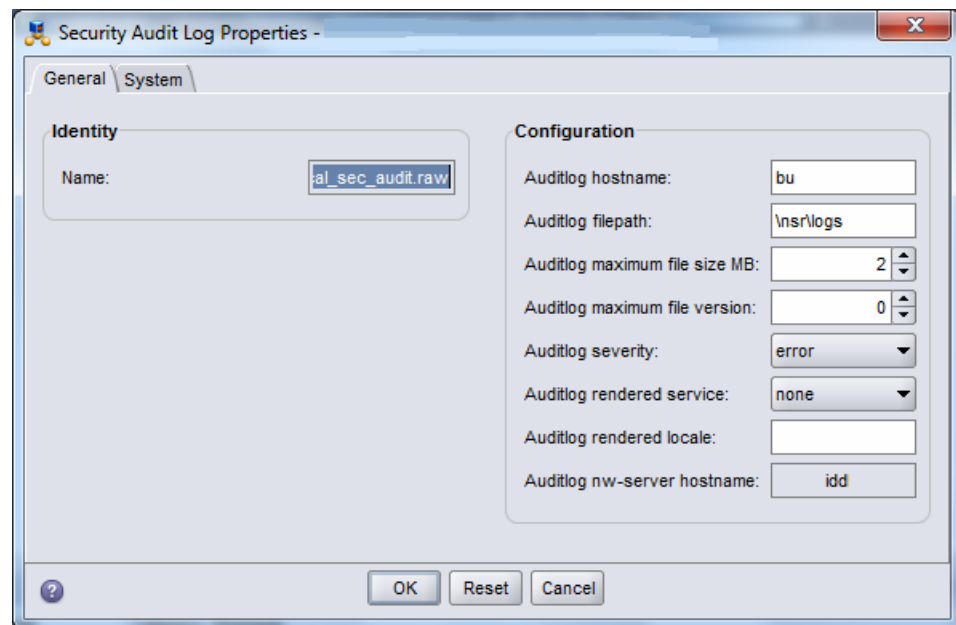 Security Audit Log Properties -
General
System
Identity
Name:
al_sec_audit.raw
Configuration
Auditlog hostname:
bu
Auditlog filepath:
\nsr\logs
Auditlog maximum file size MB:
2
Auditlog maximum file version:
0
Auditlog severity:
error
Auditlog rendered service:
none
Auditlog rendered locale:
Auditlog nw-server hostname:
idd
?
OK
Reset
Cancel